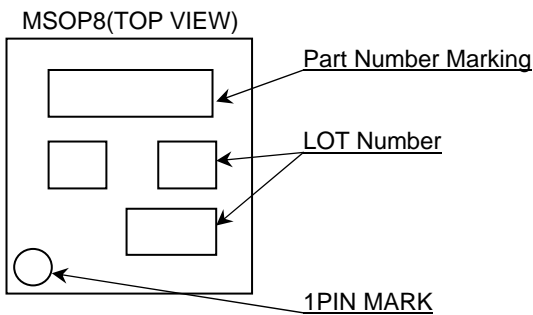 MSOP8(TOP VIEW)
Part Number Marking
LOT Number
1PIN MARK